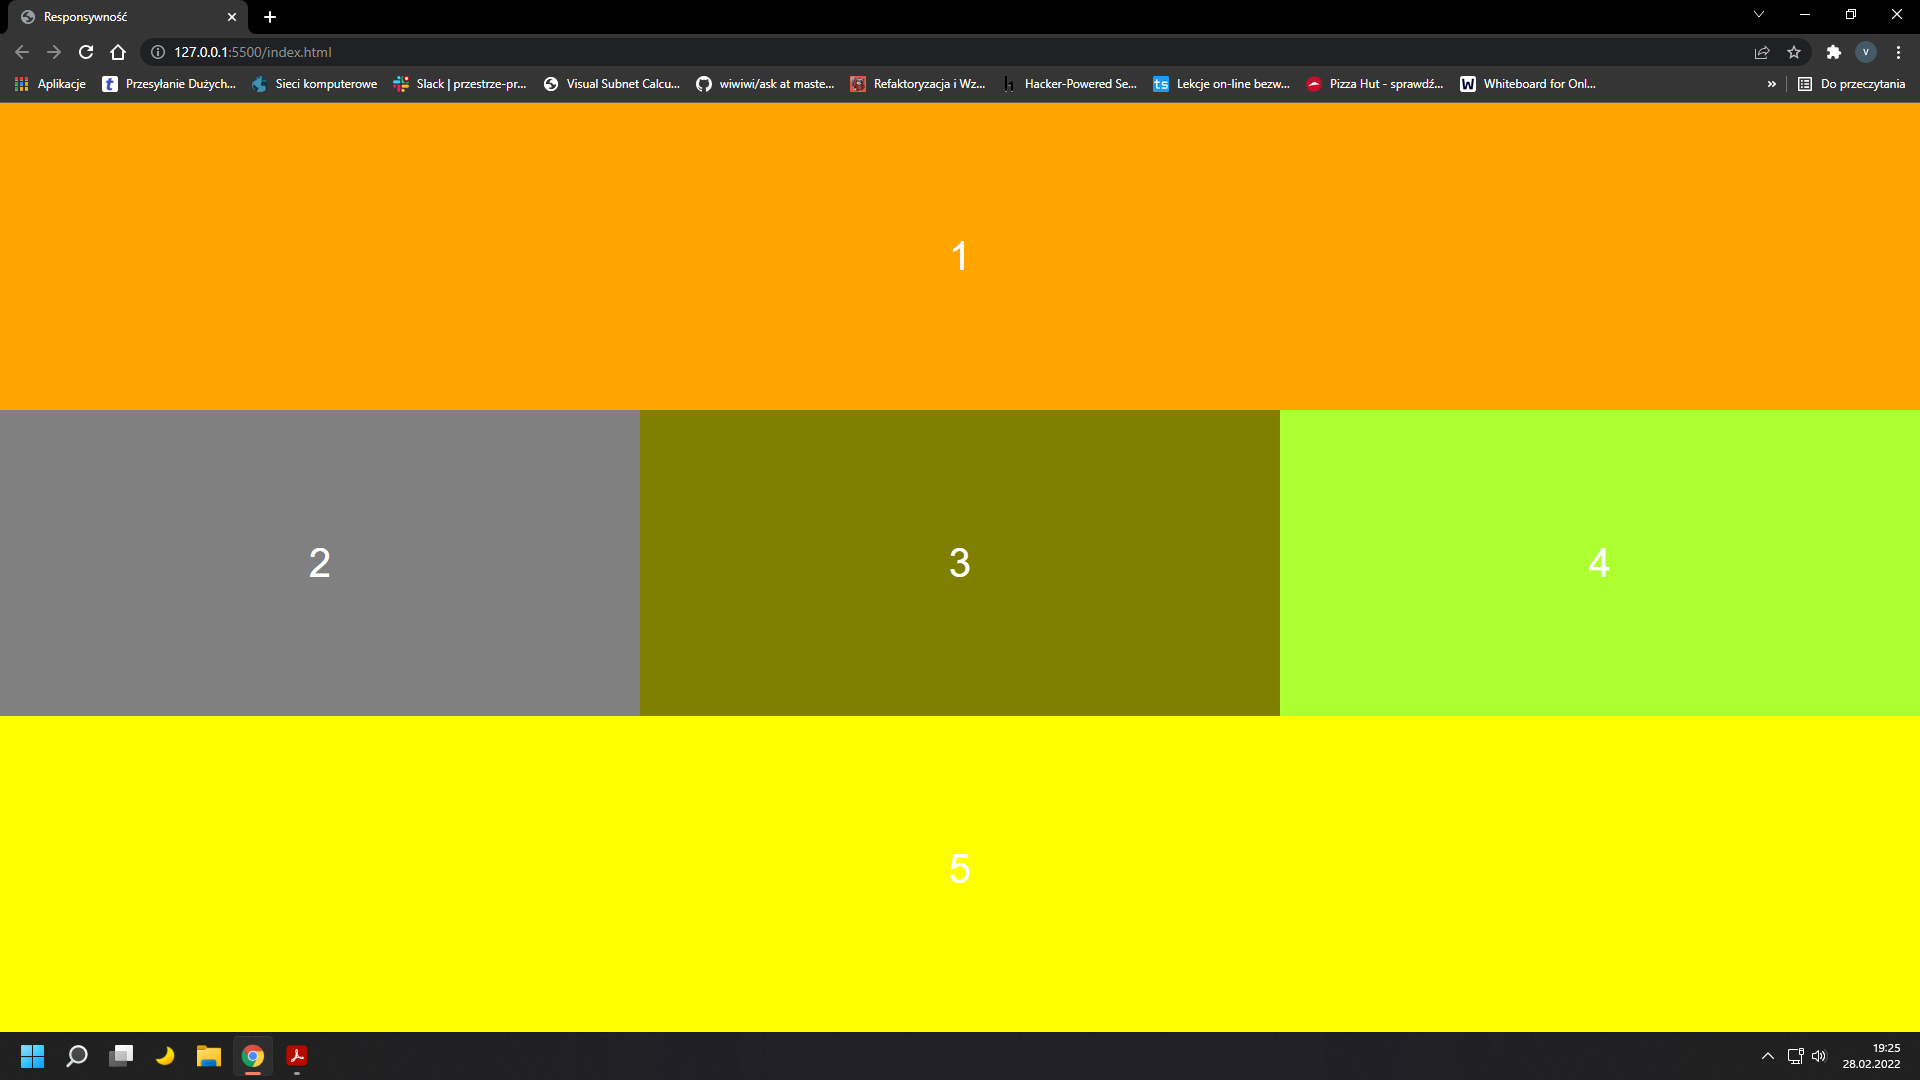 Responsywność
127.0.0.1:5500/index.html
V
Aplikacje
t Przesyłanie Dużych...
Sieci komputerowe
Slack | przestrze-pr...
Visual Subnet Calcu...
wiwiwi/ask at maste...
Refaktoryzacja i Wz...
h Hacker-Powered Se...
ts Lekcje on-line bezw...
Pizza Hut - sprawdź...
W Whiteboard for Onl...
»
Do przeczytania
1
2
3
4
5
19:25
28.02.2022